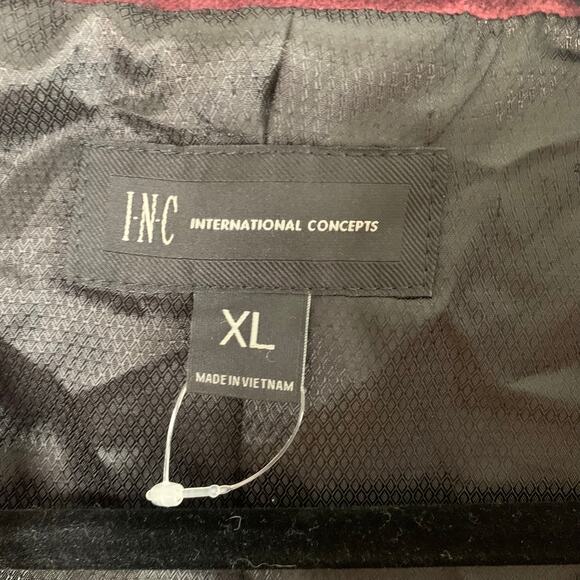 I·N·C INTERNATIONAL CONCEPTS
XL
MADE IN VIETNAM